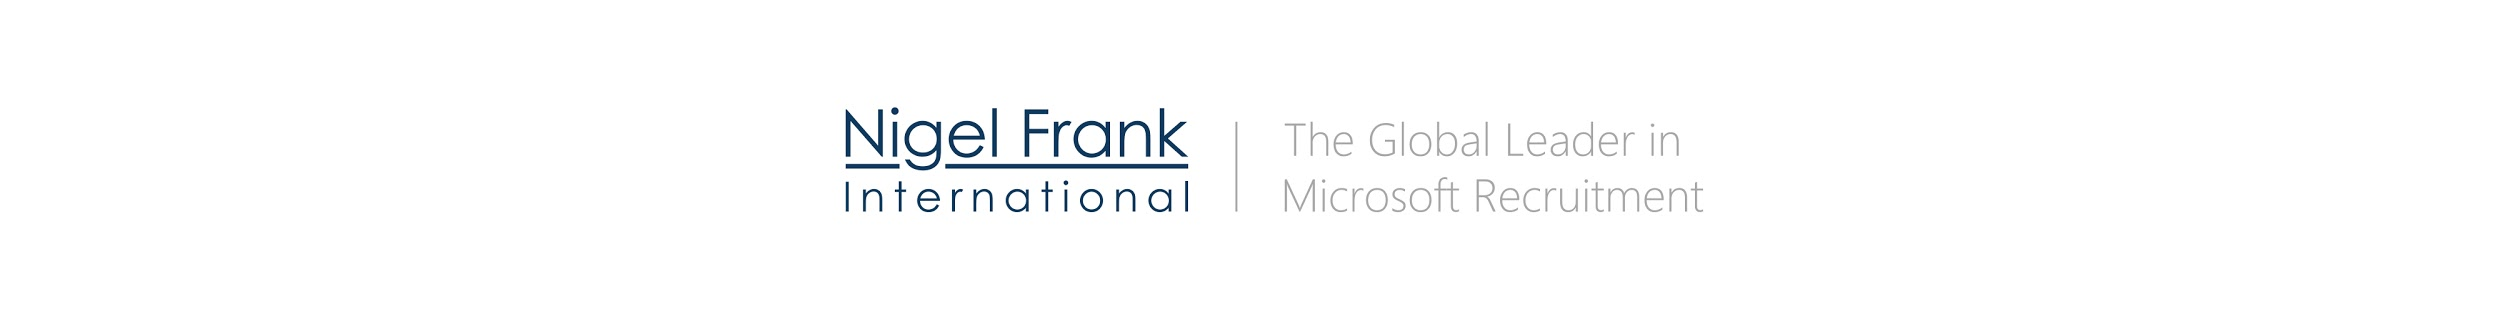 Nigel Frank
International
The Global Leader in
Microsoft Recruitment